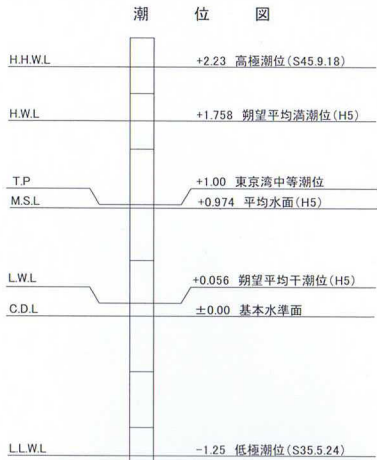 潮位図
H.H.W.L +2.23 高極潮位(S45.9.18)
H.W.L +1.758 朔望平均満潮位(H5)
T.P +1.00 東京湾中等潮位
M.S.L +0.974 平均水面(H5)
L.W.L +0.056 朔望平均干潮位(H5)
C.D.L ±0.00 基本水準面
L.L.W.L -1.25 低極潮位(S35.5.24)